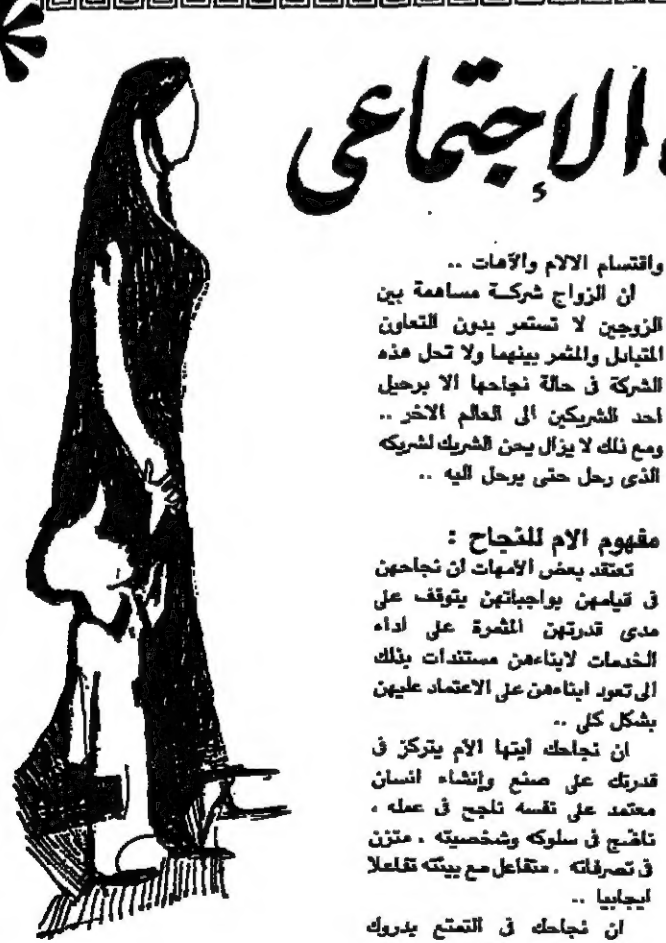 الإجتماعى
واقتسام الالام والآهات ..
ان الزواج شركة مساهمة بين
الزوجين لا تستمر بدون التعاون
المتبادل والمثمر بينهما ولا تحل هذه
الشركة فى حالة نجاحها الا برحيل
احد الشريكين الى العالم الاخر ..
ومع ذلك لا يزال يحن الشريك لشريكه
الذى رحل حتى يرحل اليه ..
مفهوم الام للنجاح :
تعتقد بعض الأمهات ان نجاحهن
فى قيامهن بواجباتهن يتوقف على
مدى قدرتهن المثمرة على اداء
الخدمات لابناءهن مستندات بذلك
الى تعود ابناءهن على الاعتماد عليهن
بشكل كلى ..
ان نجاحك أيتها الأم يتركز فى
قدرتك على صنع وإنشاء انسان
معتمد على نفسه ناجح فى عمله ،
ناضج فى سلوكه وشخصيته ، متزن
فى تصرفاته ، متفاعل مع بيئته تفاعلا
ايجابيا ..
ان نجاحك فى التمتع بدروك